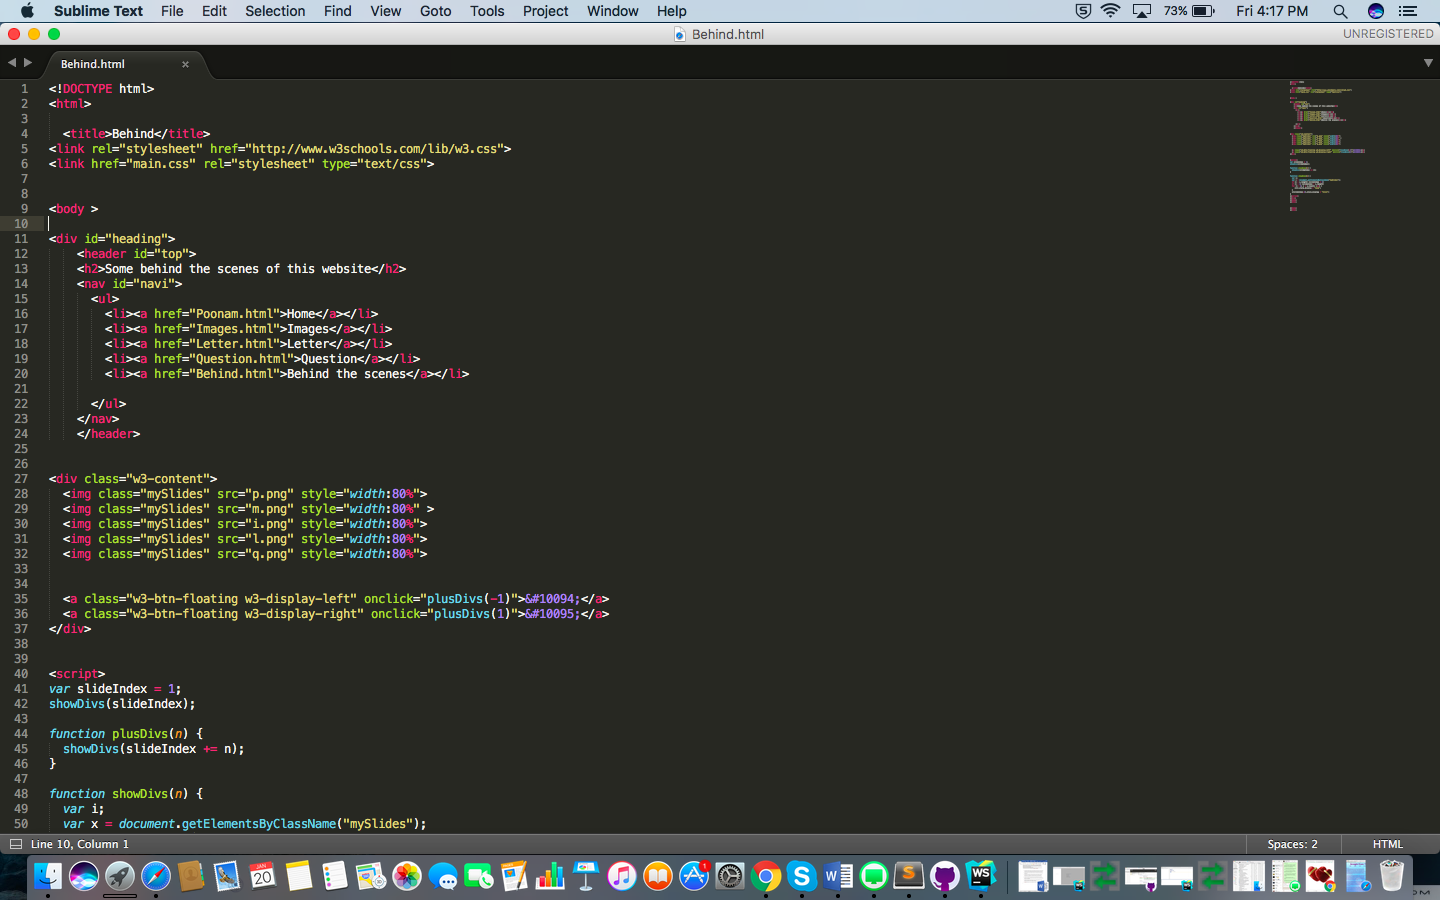 Sublime Text File Edit Selection Find View Goto Tools Project Window Help 73% Fri 4:17 PM
Behind.html UNREGISTERED
Behind.html ×
1 <!DOCTYPE html>
2 <html>
3
4   <title>Behind</title>
5 <link rel="stylesheet" href="http://www.w3schools.com/lib/w3.css">
6 <link href="main.css" rel="stylesheet" type="text/css">
7
8
9 <body >
10
11 <div id="heading">
12     <header id="top">
13     <h2>Some behind the scenes of this website</h2>
14     <nav id="navi">
15       <ul>
16         <li><a href="Poonam.html">Home</a></li>
17         <li><a href="Images.html">Images</a></li>
18         <li><a href="Letter.html">Letter</a></li>
19         <li><a href="Question.html">Question</a></li>
20         <li><a href="Behind.html">Behind the scenes</a></li>
21
22       </ul>
23     </nav>
24     </header>
25
26
27 <div class="w3-content">
28   <img class="mySlides" src="p.png" style="width:80%">
29   <img class="mySlides" src="m.png" style="width:80%" >
30   <img class="mySlides" src="i.png" style="width:80%">
31   <img class="mySlides" src="l.png" style="width:80%">
32   <img class="mySlides" src="q.png" style="width:80%">
33
34
35   <a class="w3-btn-floating w3-display-left" onclick="plusDivs(-1)">&#10094;</a>
36   <a class="w3-btn-floating w3-display-right" onclick="plusDivs(1)">&#10095;</a>
37 </div>
38
39
40 <script>
41 var slideIndex = 1;
42 showDivs(slideIndex);
43
44 function plusDivs(n) {
45   showDivs(slideIndex += n);
46 }
47
48 function showDivs(n) {
49   var i;
50   var x = document.getElementsByClassName("mySlides");
Line 10, Column 1 Spaces: 2 HTML
JAN
20
1
W
S
WS